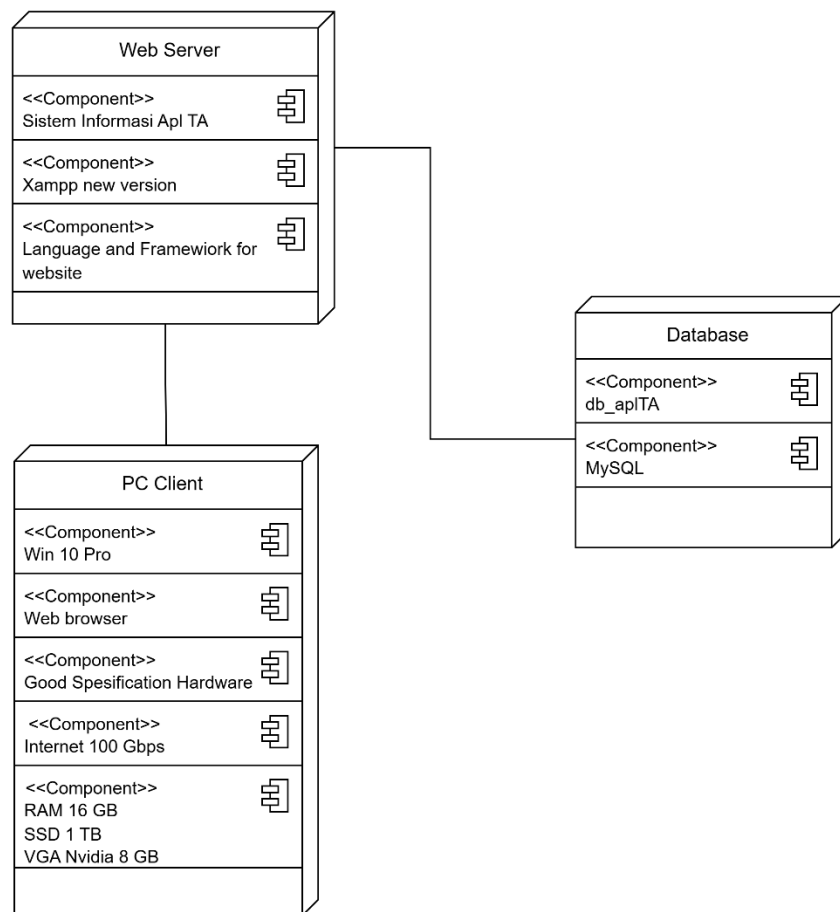 Web Server
<<Component>>
Sistem Informasi Apl TA
<<Component>>
Xampp new version
<<Component>>
Language and Framewiork for
website
Database
<<Component>>
db_aplTA
<<Component>>
MySQL
PC Client
<<Component>>
Win 10 Pro
<<Component>>
Web browser
<<Component>>
Good Spesification Hardware
<<Component>>
Internet 100 Gbps
<<Component>>
RAM 16 GB
SSD 1 TB
VGA Nvidia 8 GB